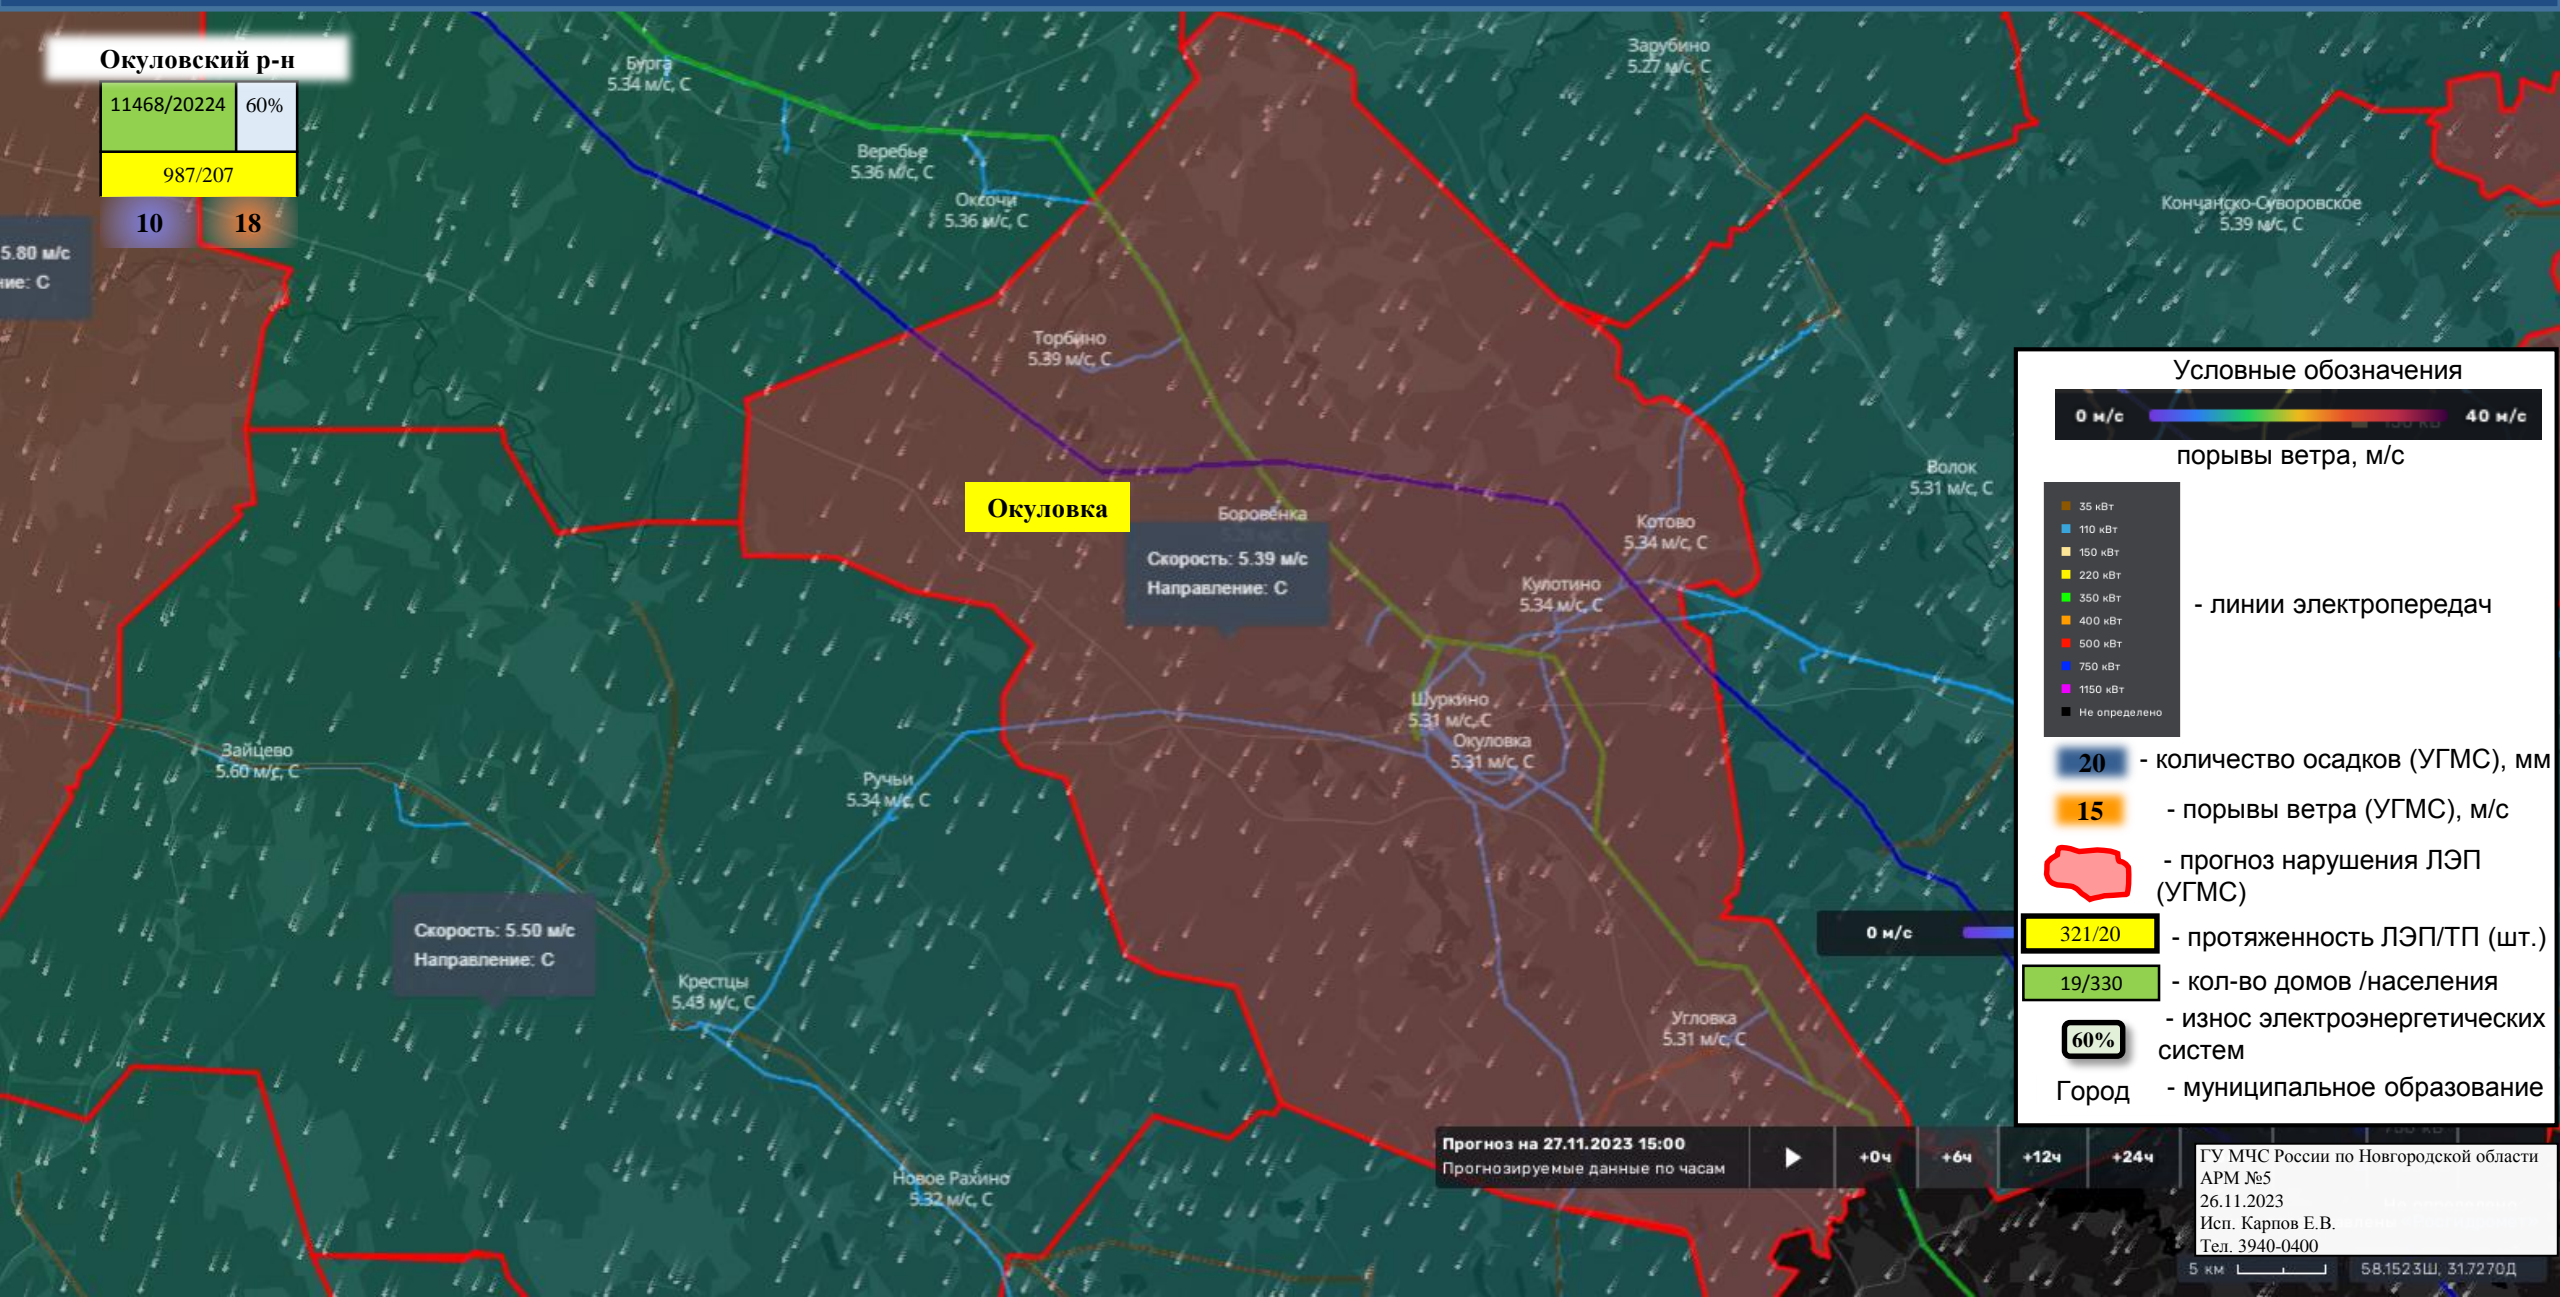 Окуловский р-н
11468/20224 60%
987/207
10 18
5.80 м/с
ние: С
Бурга
5.34 м/с, С
Веребье
5.36 м/с, С
Оксочи
5.36 м/с, С
Зарубино
5.27 м/с, С
Кончанско-Суворовское
5.39 м/с, С
Торбино
5.39 м/с, С
Окуловка
Боровёнка
Скорость: 5.39 м/с
Направление: С
Котово
5.34 м/с, С
Кулотино
5.34 м/с, С
Волок
5.31 м/с, С
Шуркино
5.31 м/с, С
Окуловка
5.31 м/с, С
Зайцево
5.60 м/с, С
Ручьи
5.34 м/с, С
Скорость: 5.50 м/с
Направление: С
Крестцы
5.43 м/с, С
Угловка
5.31 м/с, С
Новое Рахино
5.32 м/с, С
0 м/с
Прогноз на 27.11.2023 15:00
Прогнозируемые данные по часам
+0ч +6ч +12ч +24ч
Условные обозначения
0 м/с 40 м/с
порывы ветра, м/с
35 кВт
110 кВт
150 кВт
220 кВт
350 кВт
400 кВт
500 кВт
750 кВт
1150 кВт
Не определено
- линии электропередач
20 - количество осадков (УГМС), мм
15 - порывы ветра (УГМС), м/с
- прогноз нарушения ЛЭП
(УГМС)
321/20 - протяженность ЛЭП/ТП (шт.)
19/330 - кол-во домов /населения
60% - износ электроэнергетических
систем
Город - муниципальное образование
ГУ МЧС России по Новгородской области
АРМ №5
26.11.2023
Исп. Карпов Е.В.
Тел. 3940-0400
5 км
58.1523Ш, 31.7270Д